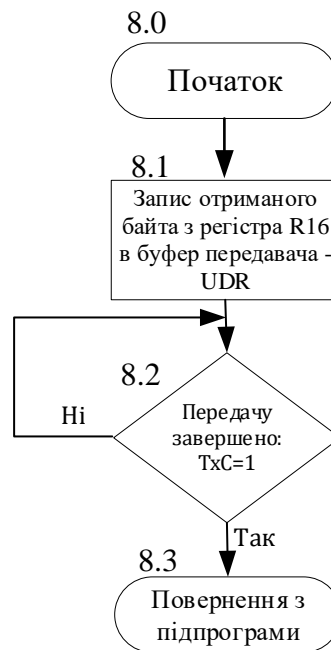 8.0
Початок
8.1
Запис отриманого
байта з регістра R16
в буфер передавача -
UDR
8.2
Ні
Передачу
завершено:
TxC=1
Так
8.3
Повернення з
підпрограми